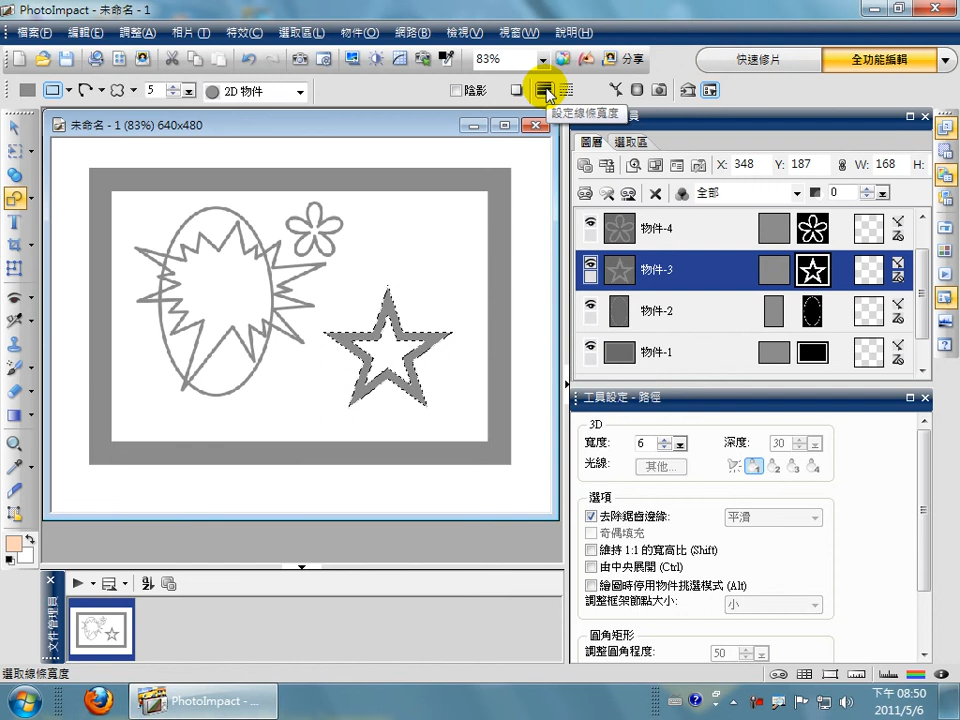 PhotoImpact - 未命名 - 1
檔案(F) 編輯(E) 調整(A) 相片(T) 特效(C) 選取區(L) 物件(O) 網路(B) 檢視(V) 視窗(W) 說明(H)
83% 分享 快速修片 全功能編輯
5 2D 物件 陰影
設定線條寬度
未命名 - 1 (83%) 640x480
圖層 選取區 X: 348 Y: 187 W: 168 H:
全部 0
物件-4
物件-3
物件-2
物件-1
工具設定 - 路徑
3D
寬度: 6 深度: 30
光線: 其他... 1 2 3 4
選項
去除鋸齒邊緣: 平滑
奇偶填充
維持 1:1 的寬高比 (Shift)
由中央展開 (Ctrl)
繪圖時停用物件挑選模式 (Alt)
調整框架節點大小: 小
圓角矩形
調整圓角程度: 50
文件管理員
選取線條寬度
PhotoImpact - ...
下午 08:50
2011/5/6